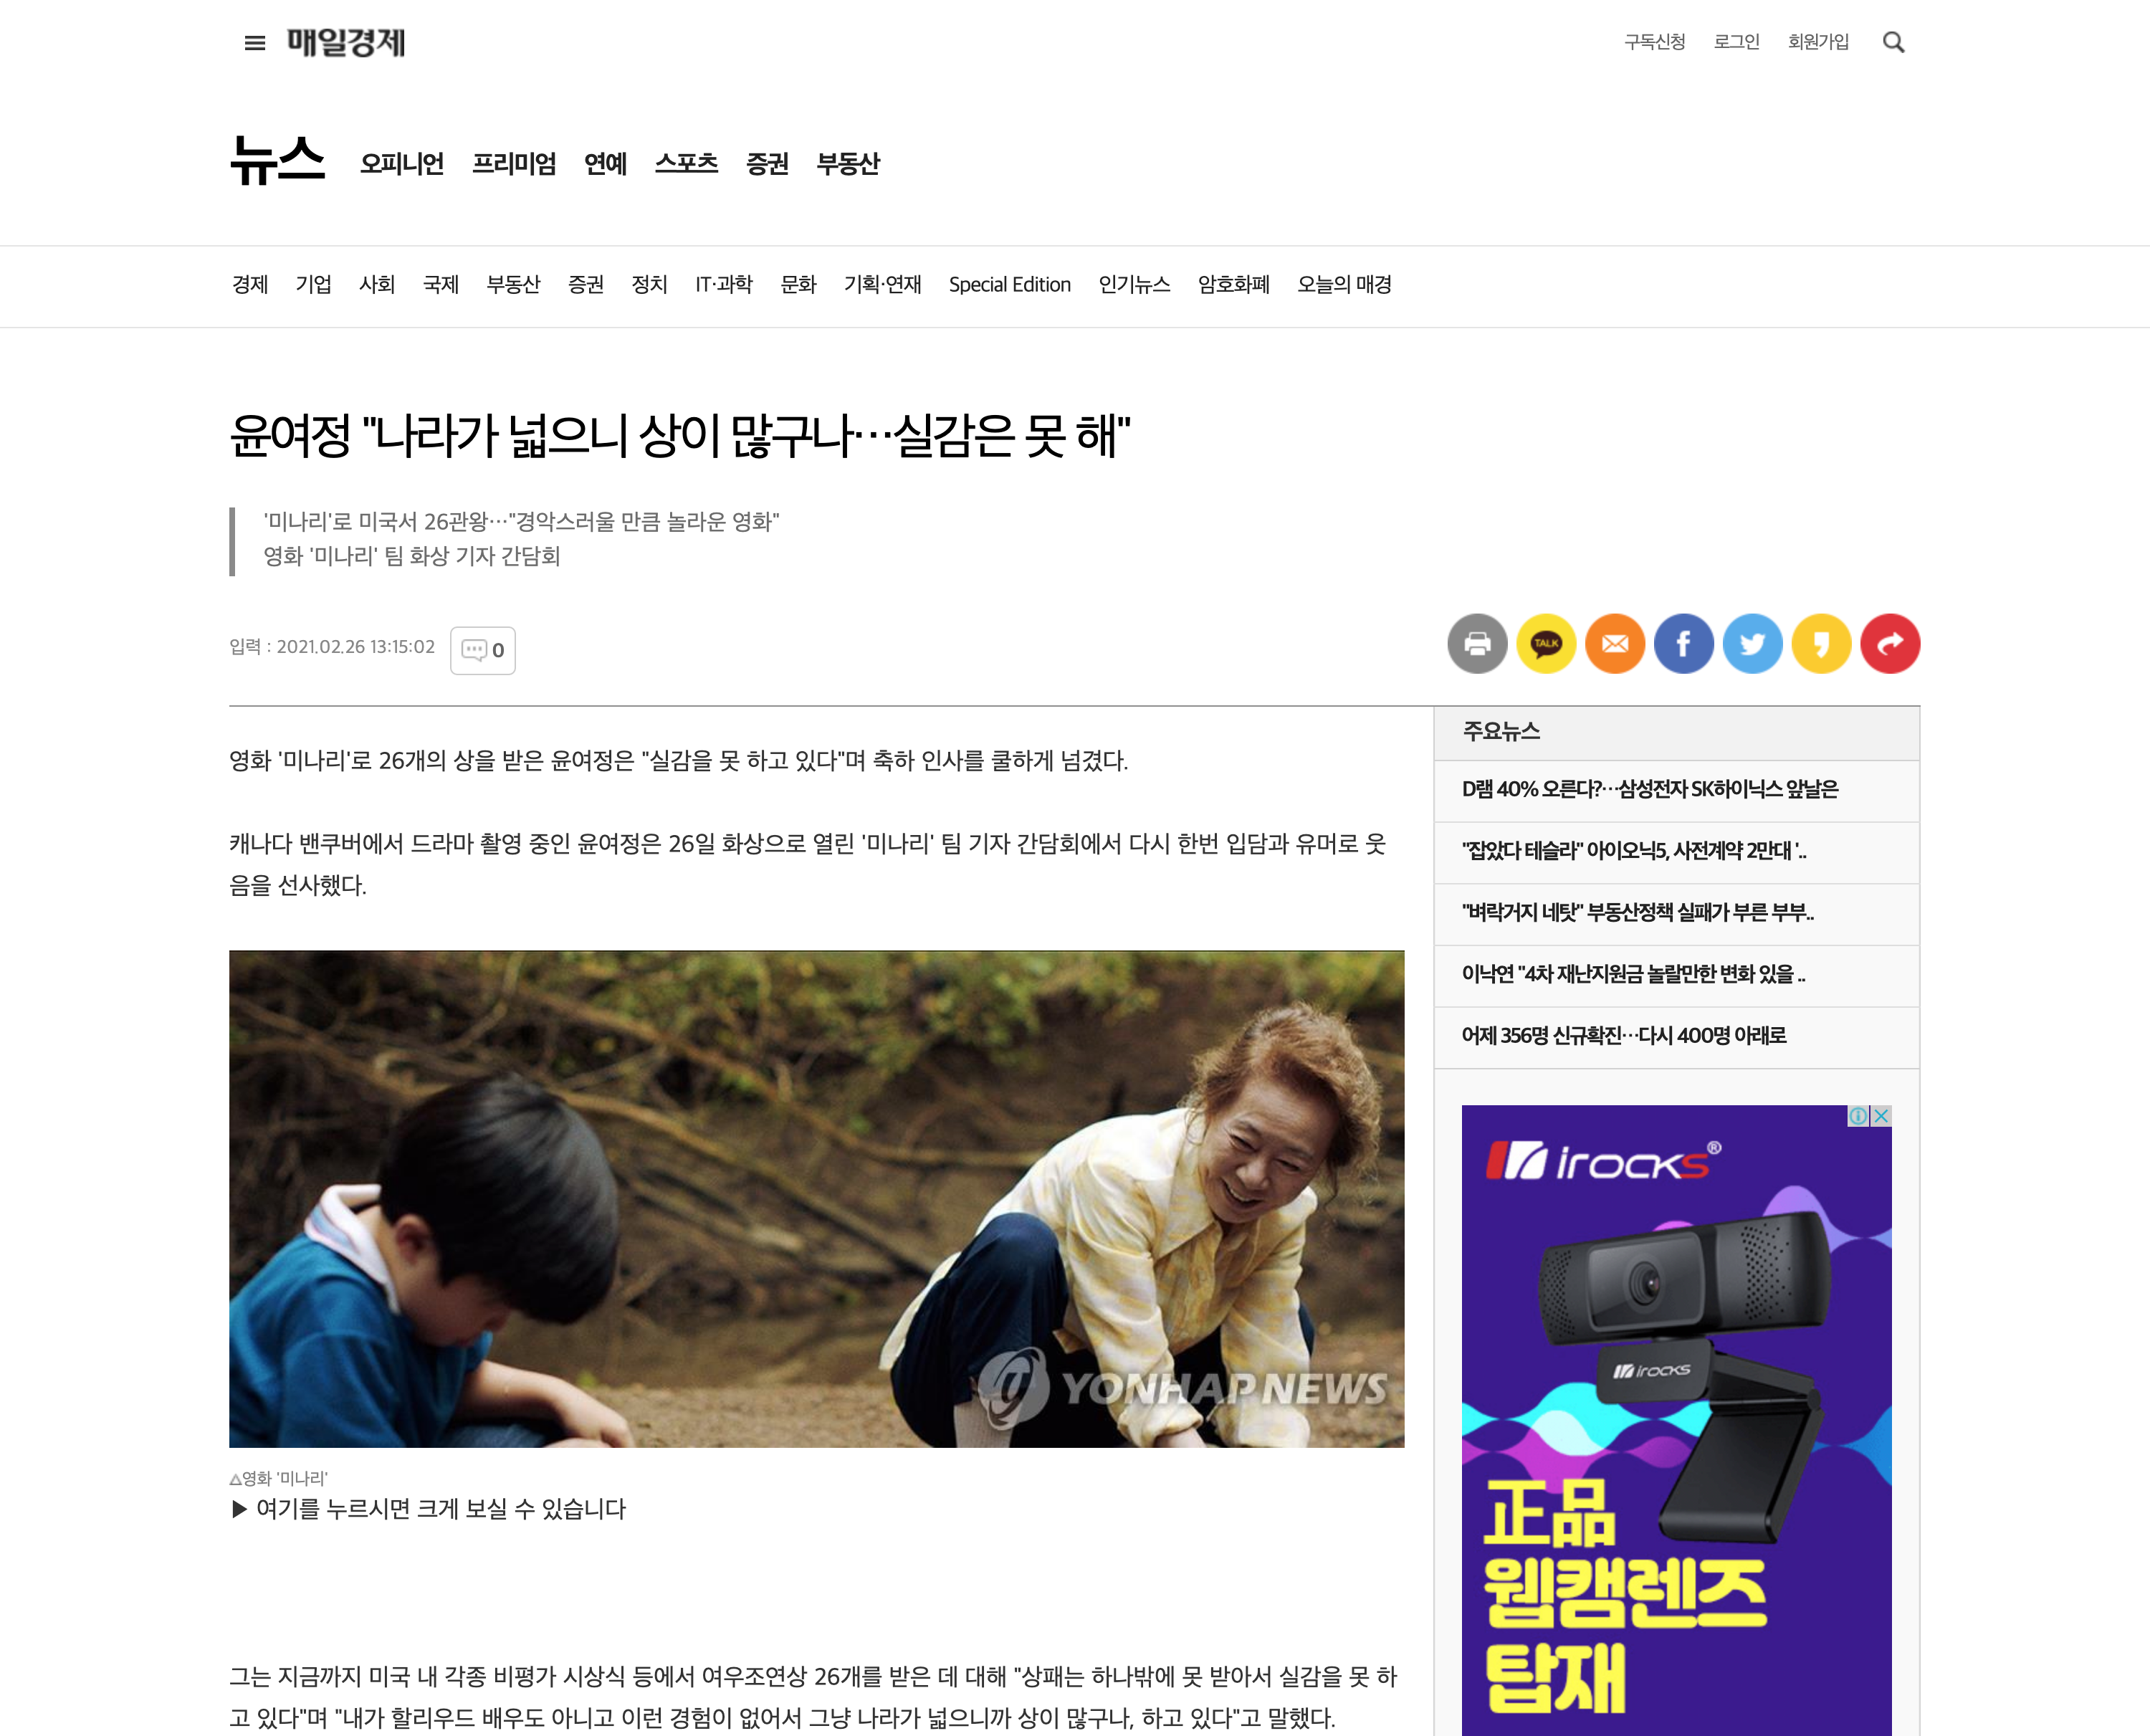 매일경제
구독신청 로그인 회원가입
뉴스 오피니언 프리미엄 연예 스포츠 증권 부동산
경제 기업 사회 국제 부동산 증권 정치 IT·과학 문화 기획·연재 Special Edition 인기뉴스 암호화폐 오늘의 매경
윤여정 "나라가 넓으니 상이 많구나…실감은 못 해"
'미나리'로 미국서 26관왕…"경악스러울 만큼 놀라운 영화"
영화 '미나리' 팀 화상 기자 간담회
입력 : 2021.02.26 13:15:02 0
TALK
영화 '미나리'로 26개의 상을 받은 윤여정은 "실감을 못 하고 있다"며 축하 인사를 쿨하게 넘겼다.
캐나다 밴쿠버에서 드라마 촬영 중인 윤여정은 26일 화상으로 열린 '미나리' 팀 기자 간담회에서 다시 한번 입담과 유머로 웃
음을 선사했다.
YONHAP NEWS
△영화 '미나리'
▶ 여기를 누르시면 크게 보실 수 있습니다
그는 지금까지 미국 내 각종 비평가 시상식 등에서 여우조연상 26개를 받은 데 대해 "상패는 하나밖에 못 받아서 실감을 못 하
고 있다"며 "내가 할리우드 배우도 아니고 이런 경험이 없어서 그냥 나라가 넓으니까 상이 많구나, 하고 있다"고 말했다.
주요뉴스
D램 40% 오른다?…삼성전자 SK하이닉스 앞날은
"잡았다 테슬라" 아이오닉5, 사전계약 2만대 '..
"벼락거지 네탓" 부동산정책 실패가 부른 부부..
이낙연 "4차 재난지원금 놀랄만한 변화 있을 ..
어제 356명 신규확진…다시 400명 아래로
irocks®
irocks
正品
웹캠렌즈
탑재